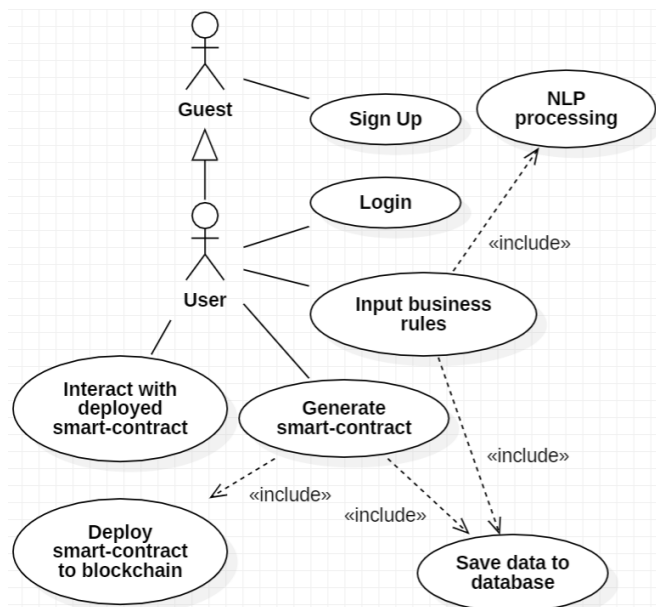 Guest
Sign Up
NLP
processing
Login
«include»
User
Input business
rules
Interact with
deployed
smart-contract
Generate
smart-contract
«include»
«include»
«include»
Deploy
smart-contract
to blockchain
Save data to
database